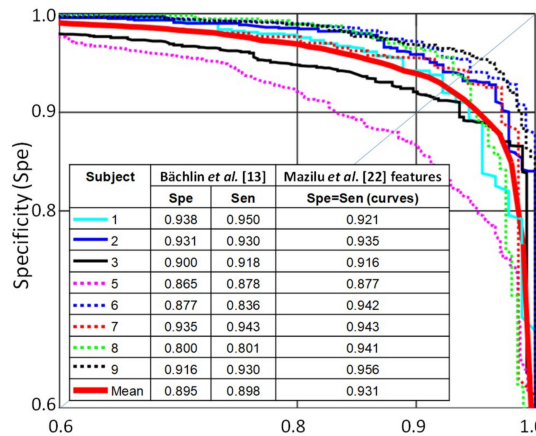 1.0
0.9
0.8
0.6
Specificity (Spe)
Subject Bächlin et al. [13] Mazilu et al. [22] features
Spe Sen Spe=Sen (curves)
1 0.938 0.950 0.921
2 0.931 0.930 0.935
3 0.900 0.918 0.916
5 0.865 0.878 0.877
6 0.877 0.836 0.942
7 0.935 0.943 0.943
8 0.800 0.801 0.941
9 0.916 0.930 0.956
Mean 0.895 0.898 0.931
0.6 0.8 0.9 1.0